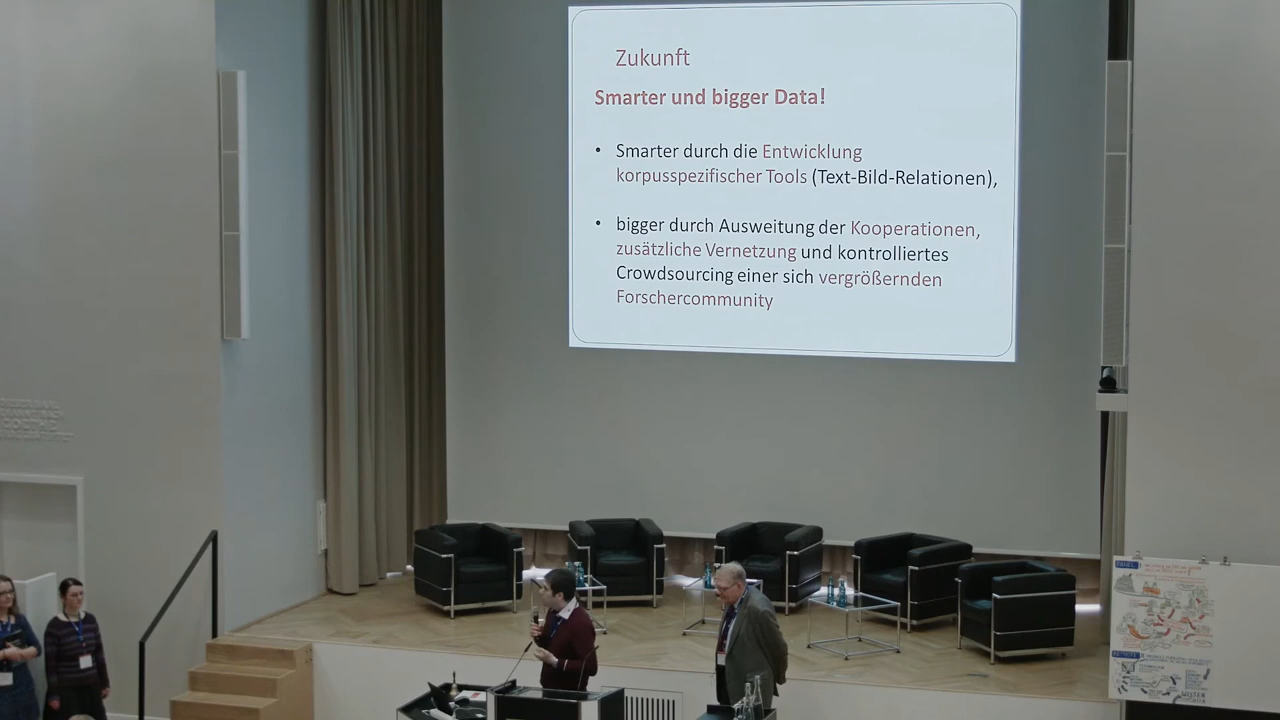 Zukunft
Smarter und bigger Data!
• Smarter durch die Entwicklung
korpusspezifischer Tools (Text-Bild-Relationen),
• bigger durch Ausweitung der Kooperationen,
zusätzliche Vernetzung und kontrolliertes
Crowdsourcing einer sich vergrößernden
Forschercommunity